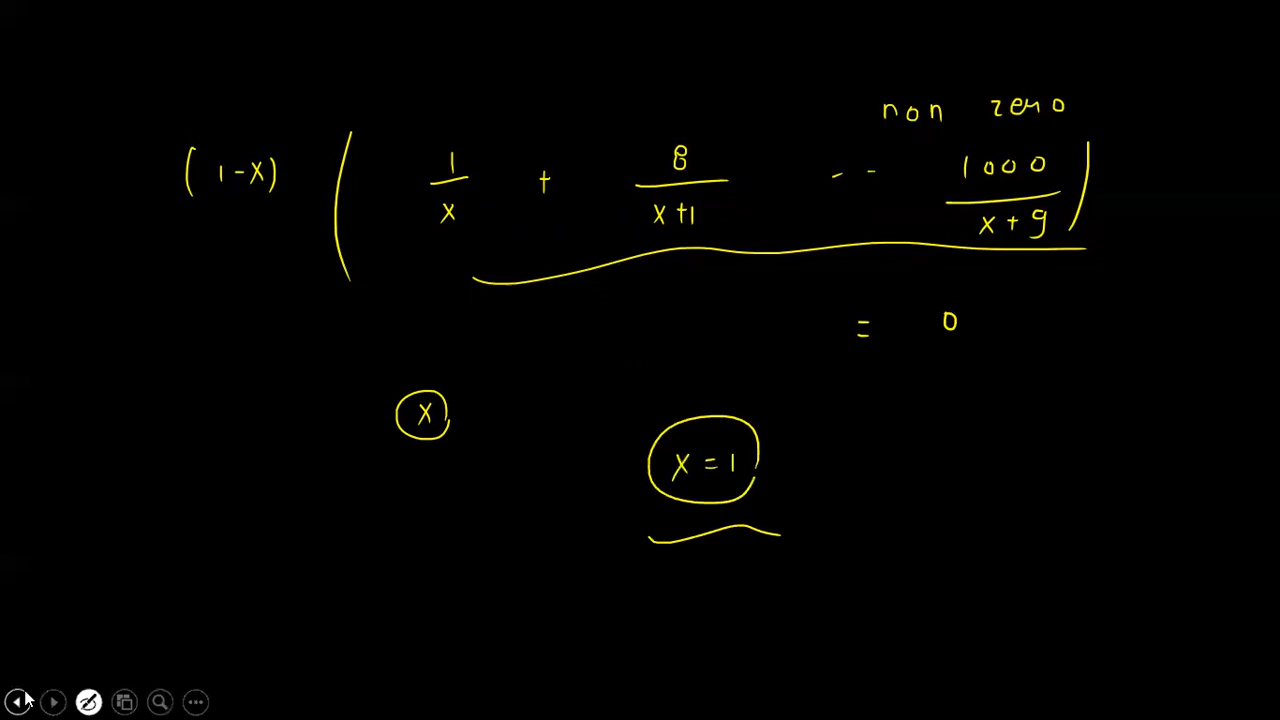 non zero
(1-x) ( 1/x + 8/(x+1) -- 1000/(x+9) )
= 0
x
x = 1